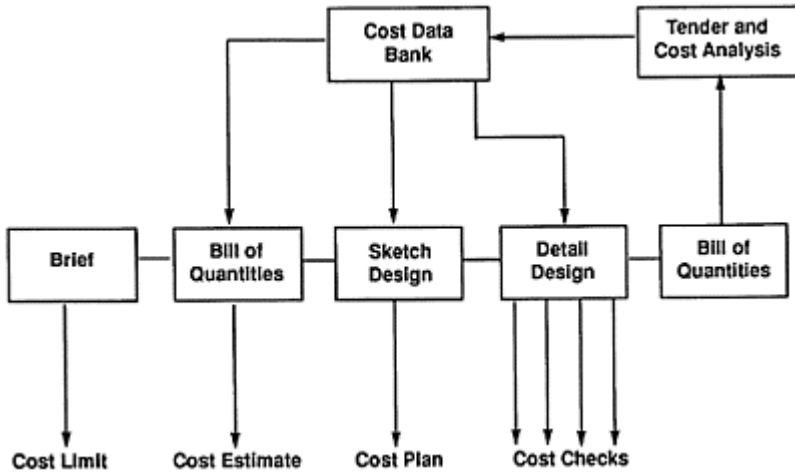 Cost Data
Bank
Tender and
Cost Analysis
Brief
Bill of
Quantities
Sketch
Design
Detail
Design
Bill of
Quantities
Cost Limit
Cost Estimate
Cost Plan
Cost Checks